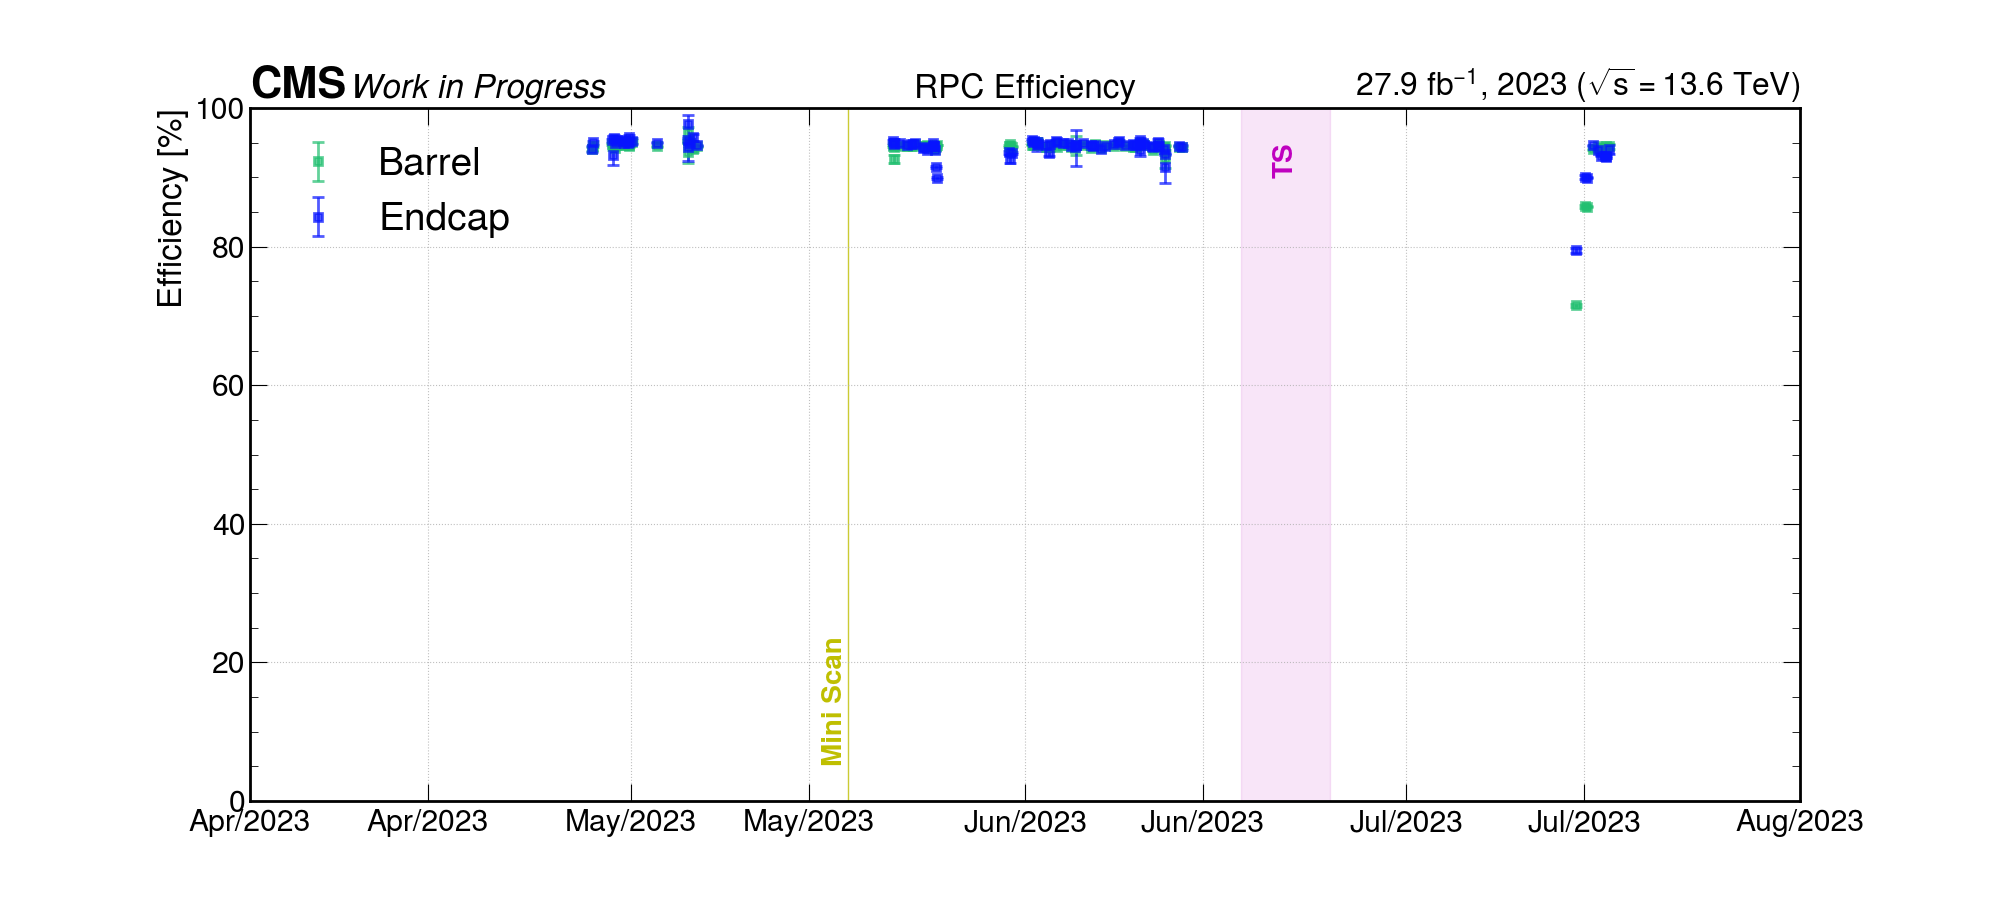 CMS Work in Progress
RPC Efficiency
27.9 fb⁻¹, 2023 (√s = 13.6 TeV)
Efficiency [%]
100
80
60
40
20
0
Barrel
Endcap
Mini Scan
TS
Apr/2023 Apr/2023 May/2023 May/2023 Jun/2023 Jun/2023 Jul/2023 Jul/2023 Aug/2023